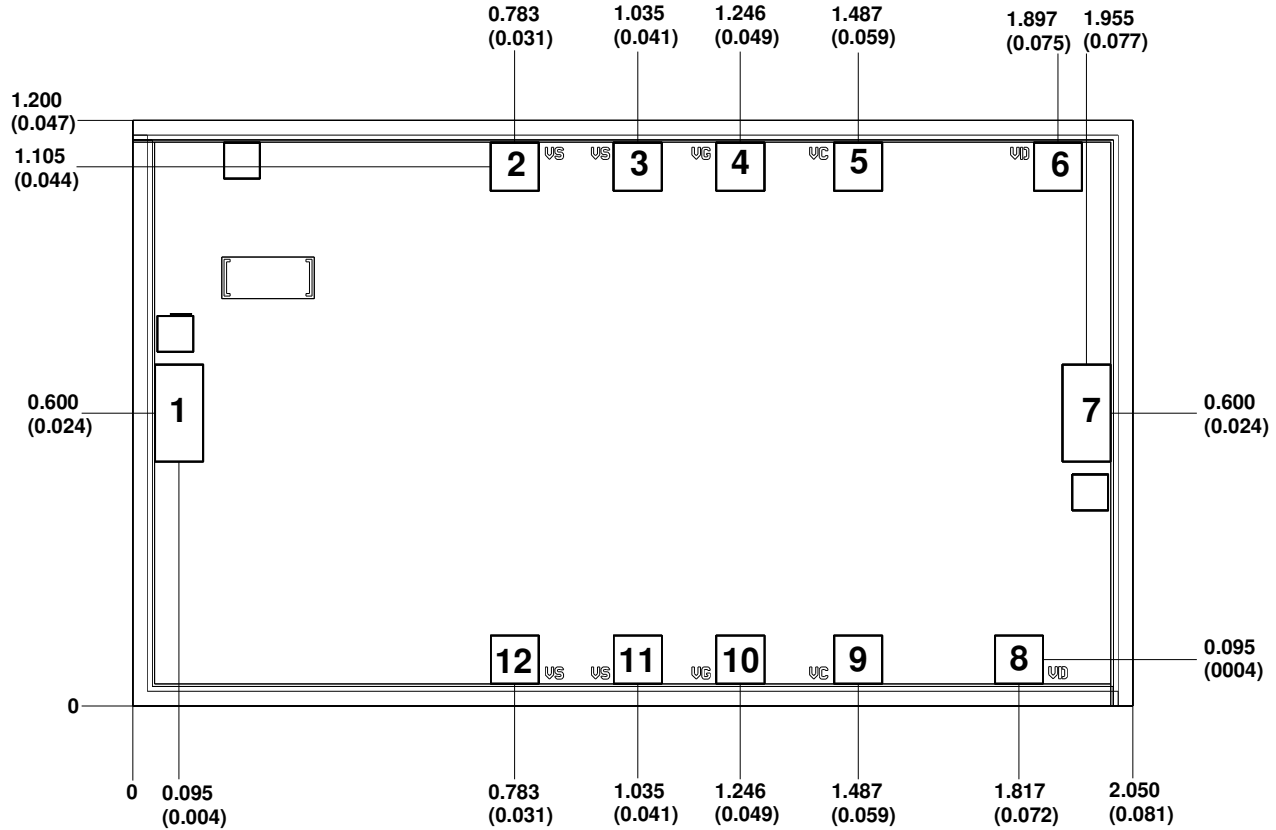 0.783 1.035 1.246 1.487 1.897 1.955
(0.031) (0.041) (0.049) (0.059) (0.075) (0.077)
1.200
(0.047)
1.105
(0.044)
2 VS VS 3 VG 4 VC 5 VD 6
0.600
(0.024)
1
7
0.600
(0.024)
12 VS VS 11 VG 10 VC 9 8 VD
0.095
(0004)
0
0 0.095 0.783 1.035 1.246 1.487 1.817 2.050
(0.004) (0.031) (0.041) (0.049) (0.059) (0.072) (0.081)